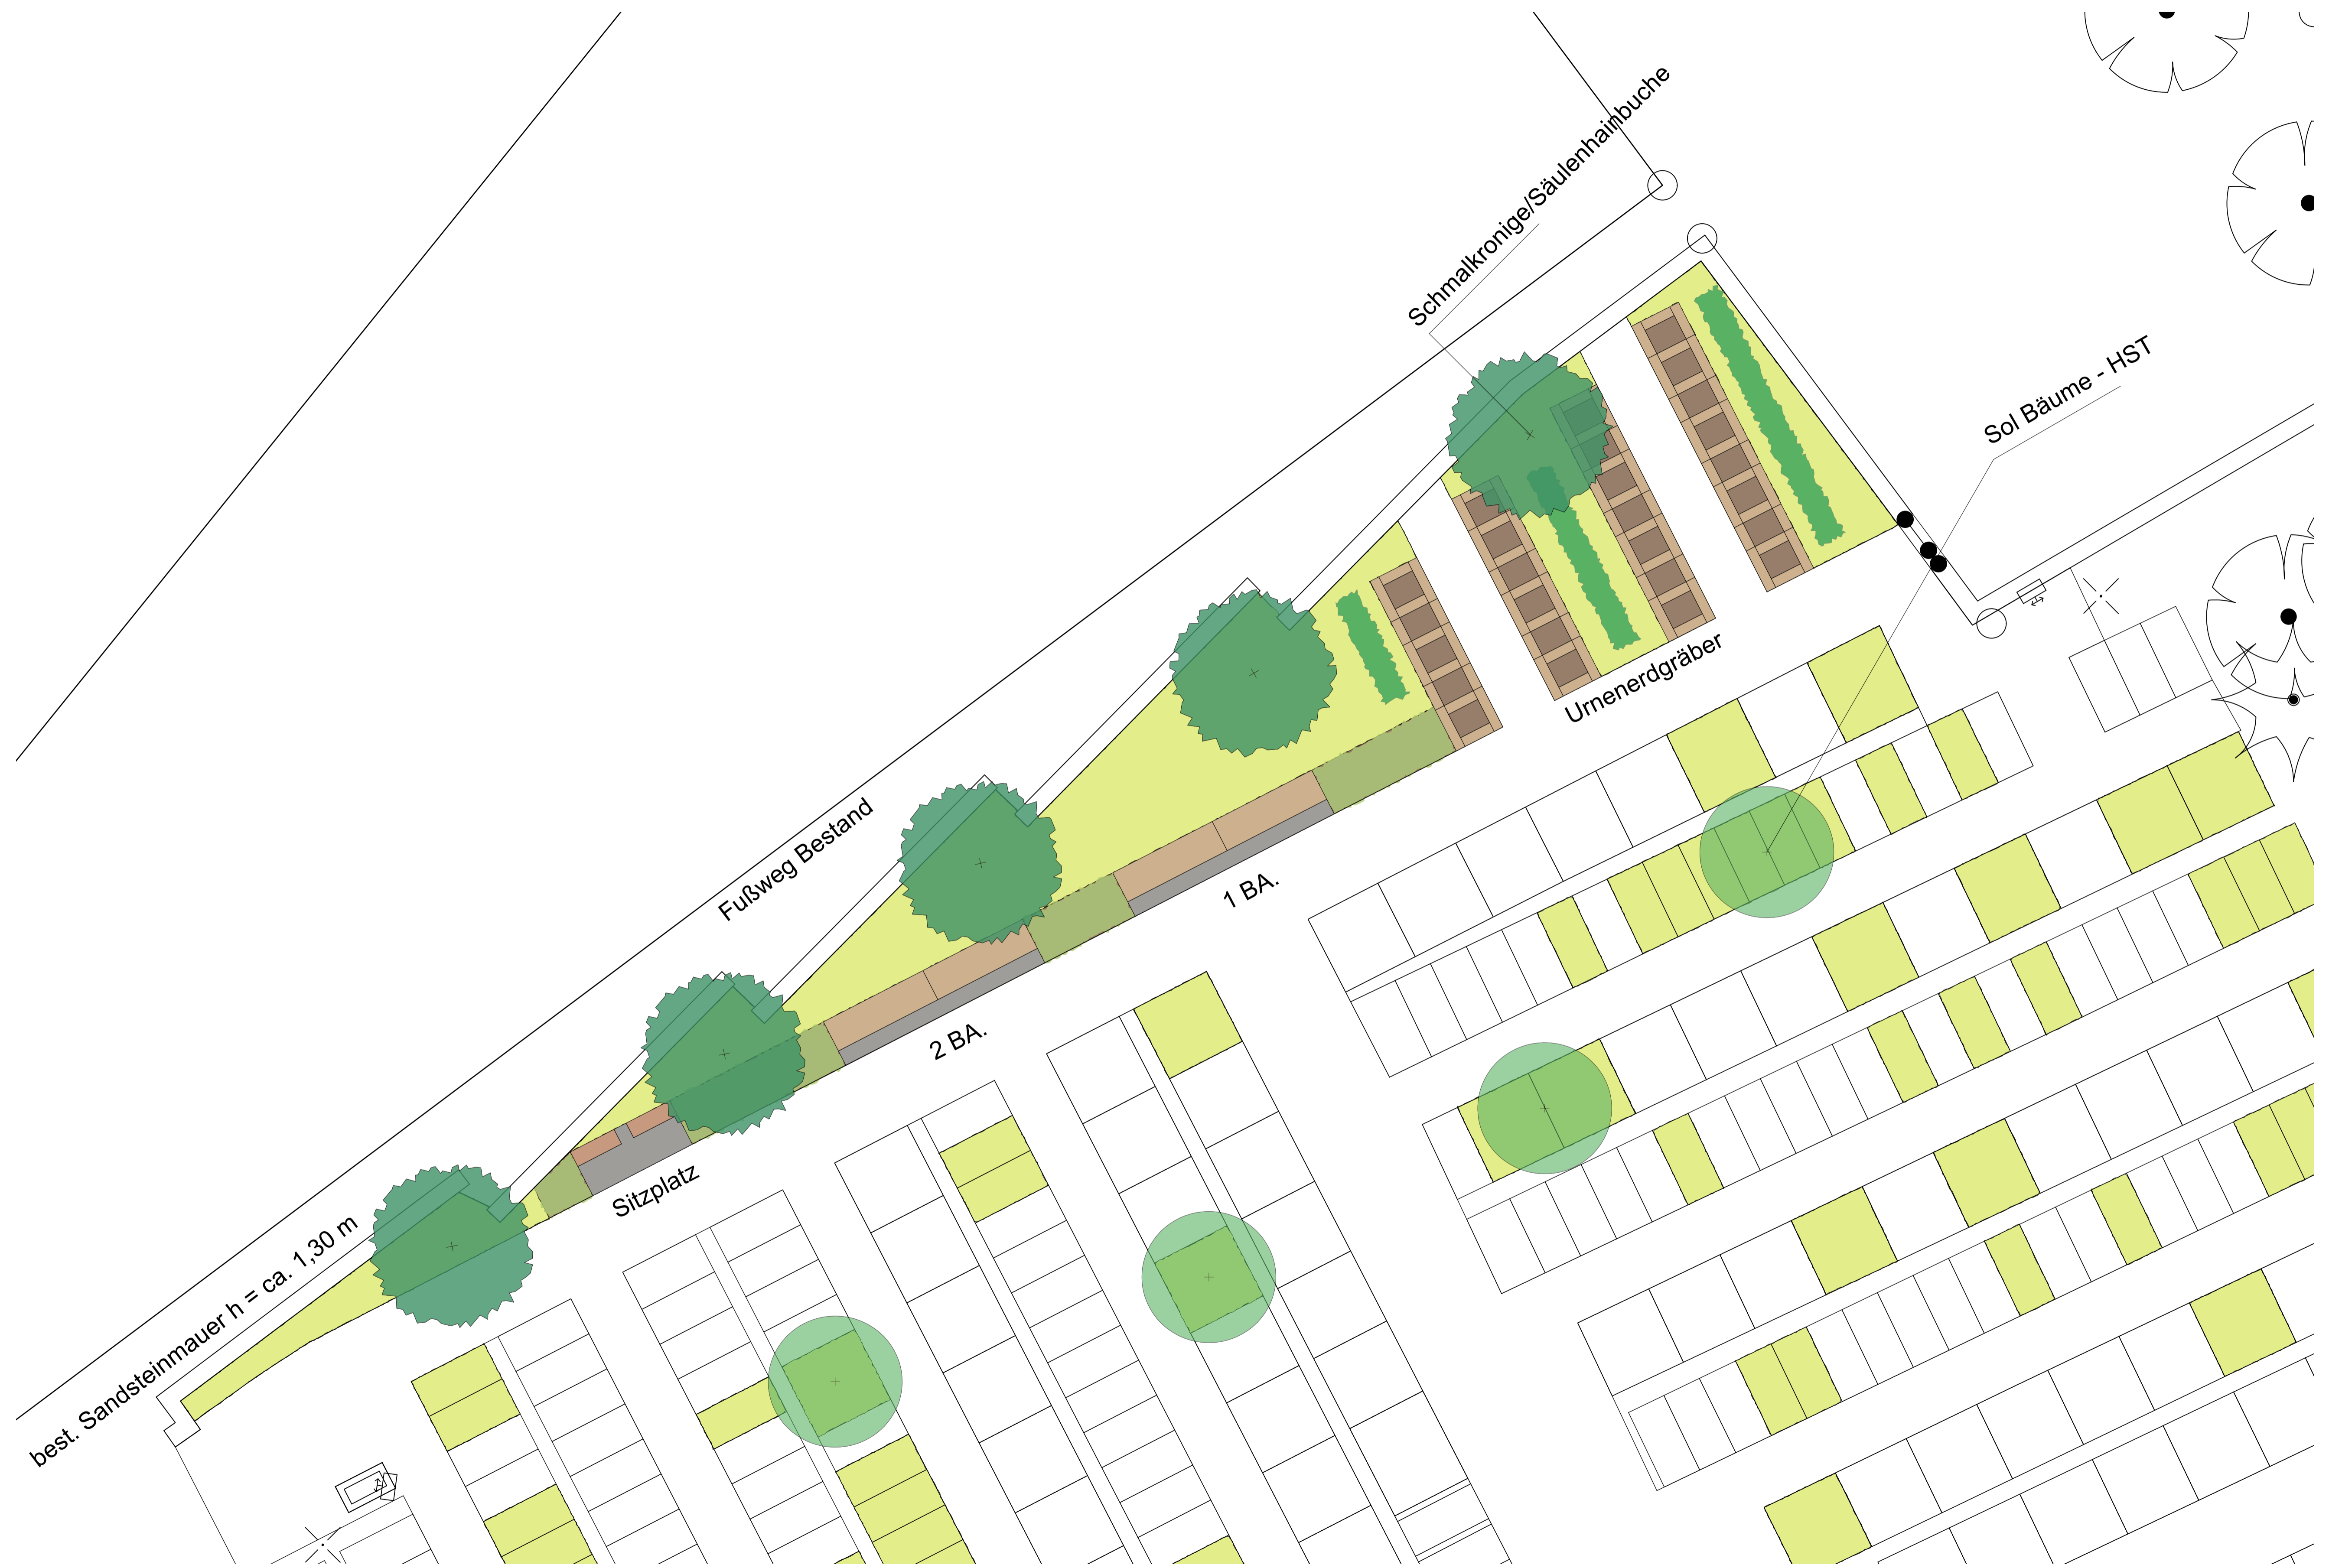 Schmalkronige/Säulenhainbuche
Sol Bäume - HST
Urnenerdgräber
Fußweg Bestand
1 BA.
2 BA.
Sitzplatz
best. Sandsteinmauer h = ca. 1,30 m